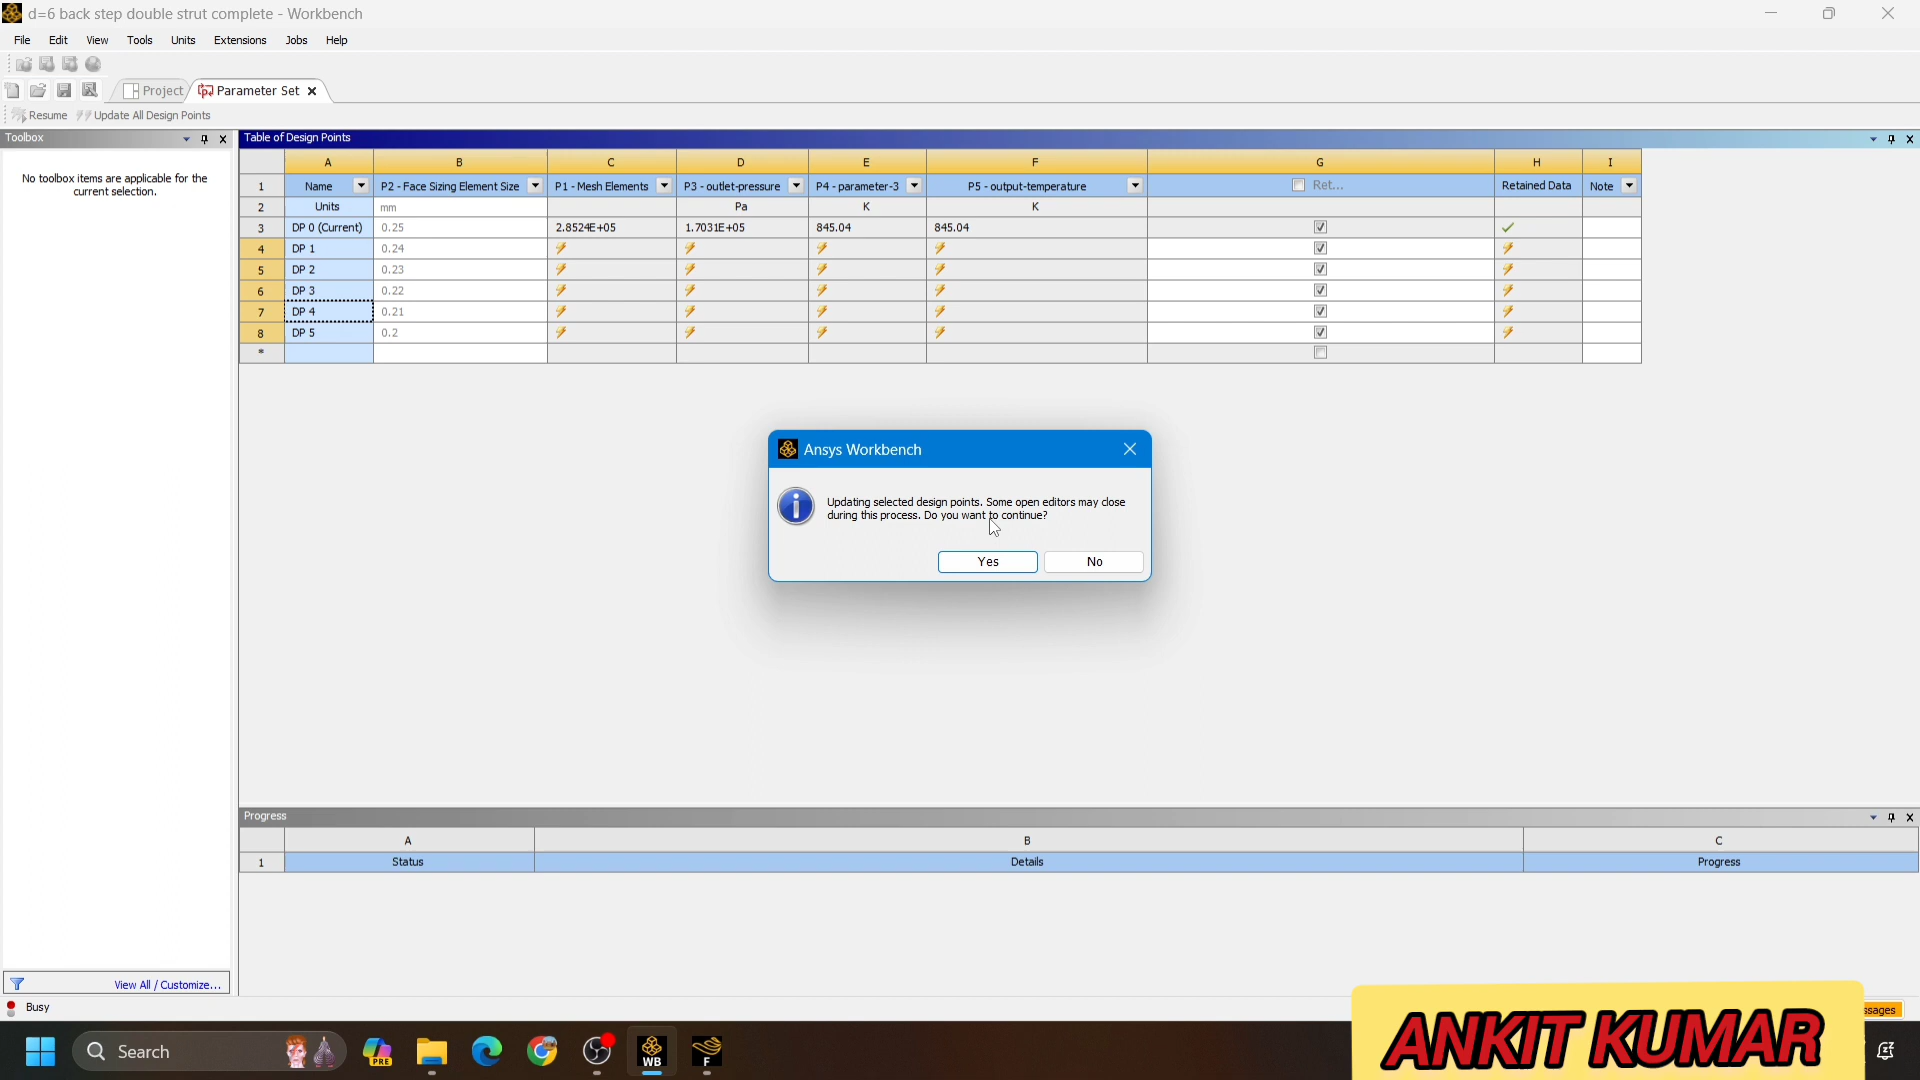 d=6 back step double strut complete - Workbench
File Edit View Tools Units Extensions Jobs Help
Project Parameter Set
Resume Update All Design Points
Toolbox
No toolbox items are applicable for the
current selection.
View All / Customize...
Table of Design Points
A B C D E F G H I
1 Name P2 - Face Sizing Element Size P1 - Mesh Elements P3 - outlet-pressure P4 - parameter-3 P5 - output-temperature Ret... Retained Data Note
2 Units mm Pa K K
3 DP 0 (Current) 0.25 2.8524E+05 1.7031E+05 845.04 845.04
4 DP 1 0.24
5 DP 2 0.23
6 DP 3 0.22
7 DP 4 0.21
8 DP 5 0.2
*
Ansys Workbench
Updating selected design points. Some open editors may close
during this process. Do you want to continue?
Yes No
Progress
A B C
1 Status Details Progress
Busy
ssages
Search
PRE
WB
F
ANKIT KUMAR